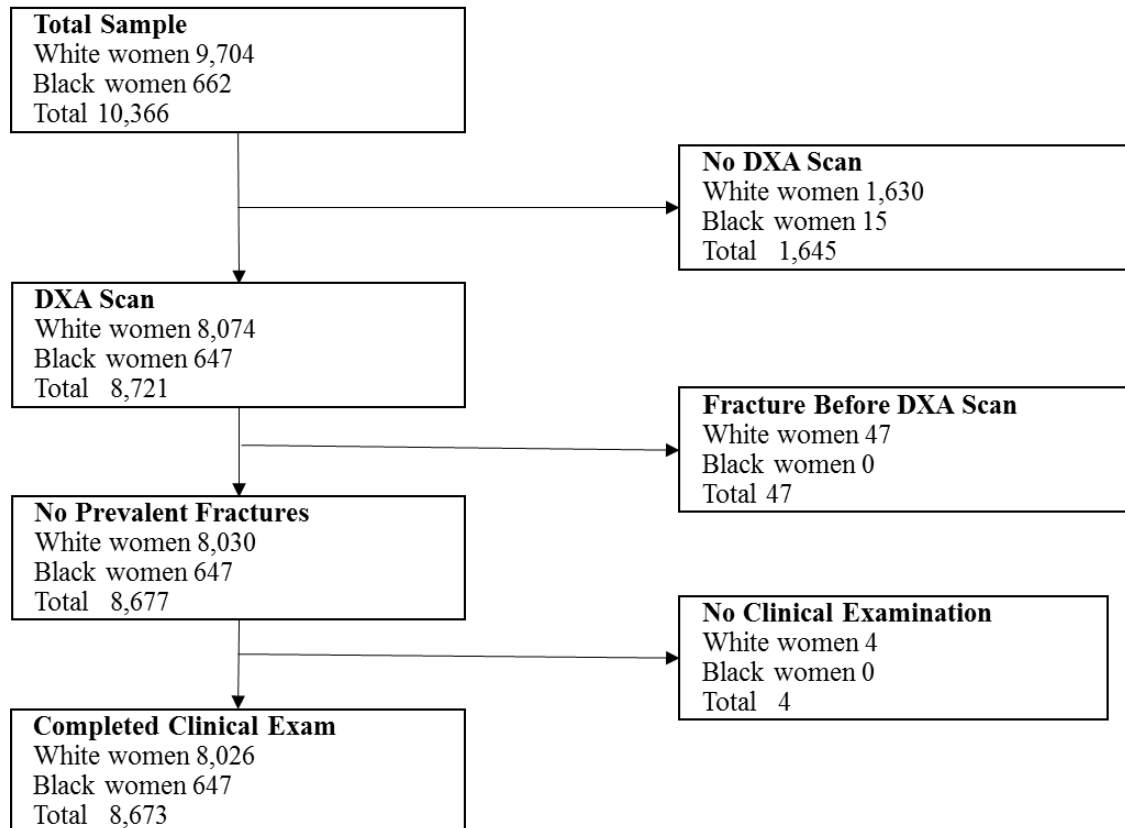 Total Sample
White women 9,704
Black women 662
Total 10,366
No DXA Scan
White women 1,630
Black women 15
Total 1,645
DXA Scan
White women 8,074
Black women 647
Total 8,721
Fracture Before DXA Scan
White women 47
Black women 0
Total 47
No Prevalent Fractures
White women 8,030
Black women 647
Total 8,677
No Clinical Examination
White women 4
Black women 0
Total 4
Completed Clinical Exam
White women 8,026
Black women 647
Total 8,673